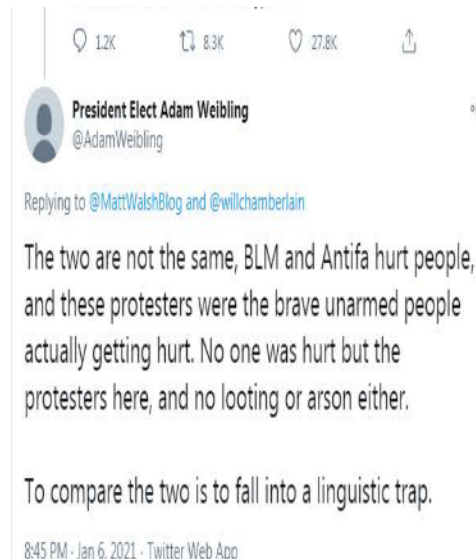 1.2K 8.3K 27.8K
President Elect Adam Weibling
@AdamWeibling
Replying to @MattWalshBlog and @willchamberlain
The two are not the same, BLM and Antifa hurt people,
and these protesters were the brave unarmed people
actually getting hurt. No one was hurt but the
protesters here, and no looting or arson either.
To compare the two is to fall into a linguistic trap.
8:45 PM · Jan 6, 2021 · Twitter Web App